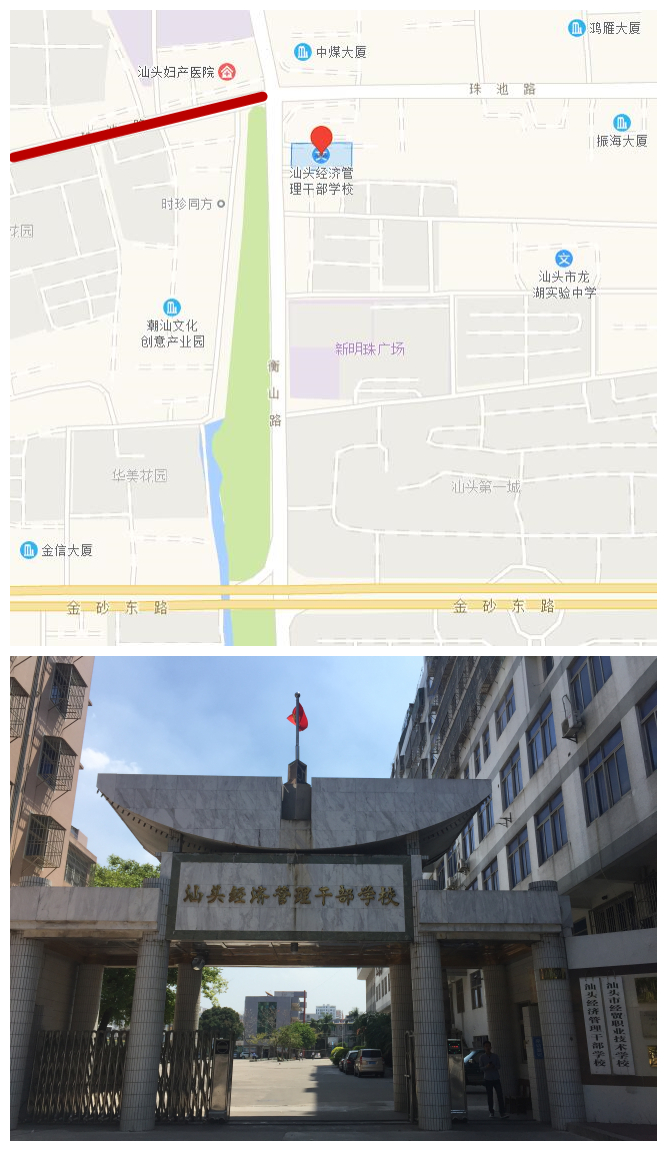 鸿雁大厦
中煤大厦
汕头妇产医院
珠池路
振海大厦
汕头经济管
理干部学校
时珍同方
花园
汕头市龙
湖实验中学
潮汕文化
创意产业园
新明珠广场
衡山路
华美花园
汕头第一城
金信大厦
金砂东路
金砂东路
汕头经济管理干部学校
汕头市经贸职业技术学校
汕头经济管理干部学校